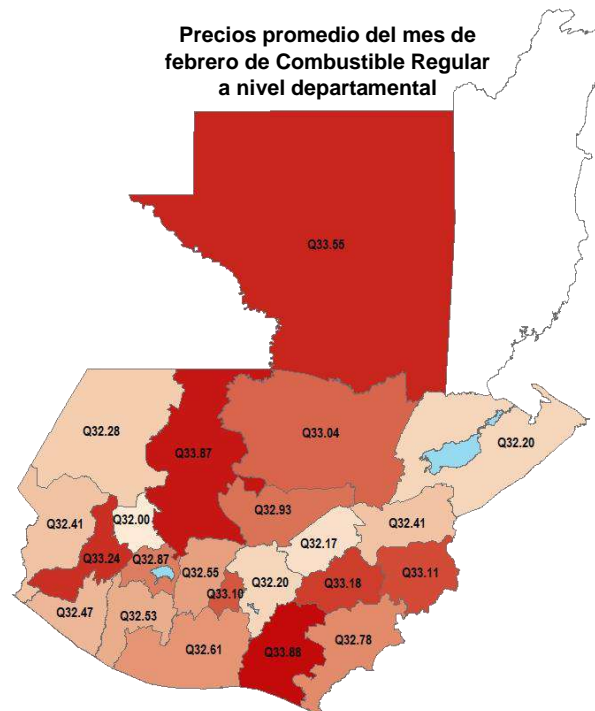 Precios promedio del mes de
febrero de Combustible Regular
a nivel departamental
Q33.55
Q32.28
Q33.87
Q33.04
Q32.20
Q32.93
Q32.41
Q32.00
Q32.41
Q32.17
Q33.24
Q32.87
Q32.55
Q33.10
Q32.20
Q33.18
Q33.11
Q32.47
Q32.53
Q32.61
Q33.88
Q32.78